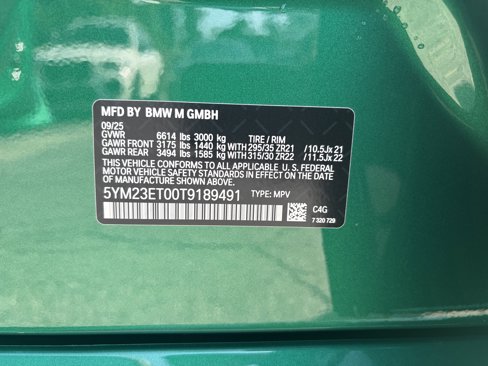 MFD BY BMW M GMBH
09/25
GVWR 6614 lbs 3000 kg TIRE / RIM
GAWR FRONT 3175 lbs 1440 kg WITH 295/35 ZR21 /10.5Jx 21
GAWR REAR 3494 lbs 1585 kg WITH 315/30 ZR22 /11.5Jx 22
THIS VEHICLE CONFORMS TO ALL APPLICABLE U. S. FEDERAL
MOTOR VEHICLE SAFETY STANDARDS IN EFFECT ON THE
DATE OF MANUFACTURE SHOWN ABOVE.
5YM23ET00T9189491 TYPE: MPV
C4G
7 320 729